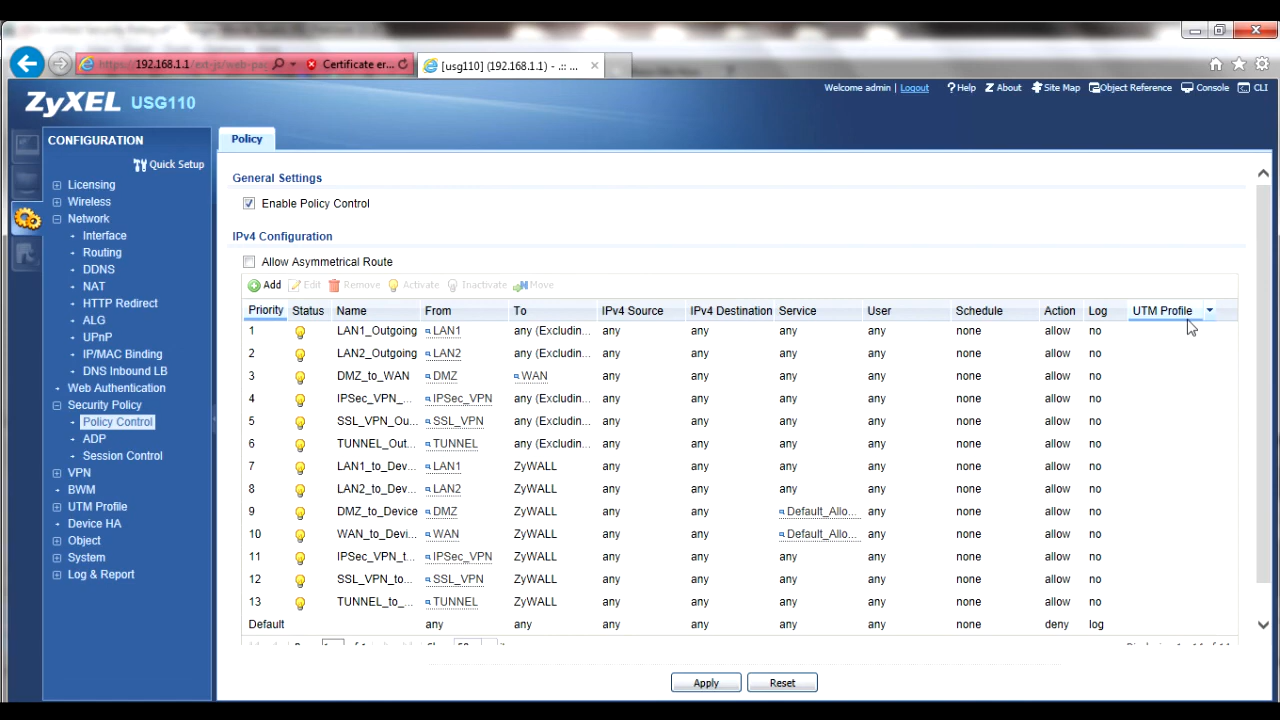 https://192.168.1.1/ext-js/web-pa
Certificate er...
[usg110] (192.168.1.1) - .:: ...
ZyXEL USG110
Welcome admin | Logout ? Help Z About Site Map Object Reference Console CLI
CONFIGURATION
Quick Setup
Licensing
Wireless
Network
Interface
Routing
DDNS
NAT
HTTP Redirect
ALG
UPnP
IP/MAC Binding
DNS Inbound LB
Web Authentication
Security Policy
Policy Control
ADP
Session Control
VPN
BWM
UTM Profile
Device HA
Object
System
Log & Report
Policy
General Settings
Enable Policy Control
IPv4 Configuration
Allow Asymmetrical Route
Add Edit Remove Activate Inactivate Move
Priority Status Name From To IPv4 Source IPv4 Destination Service User Schedule Action Log UTM Profile
1 LAN1_Outgoing LAN1 any (Excludin... any any any any none allow no
2 LAN2_Outgoing LAN2 any (Excludin... any any any any none allow no
3 DMZ_to_WAN DMZ WAN any any any any none allow no
4 IPSec_VPN_... IPSec_VPN any (Excludin... any any any any none allow no
5 SSL_VPN_Ou... SSL_VPN any (Excludin... any any any any none allow no
6 TUNNEL_Out... TUNNEL any (Excludin... any any any any none allow no
7 LAN1_to_Dev... LAN1 ZyWALL any any any any none allow no
8 LAN2_to_Dev... LAN2 ZyWALL any any any any none allow no
9 DMZ_to_Device DMZ ZyWALL any any Default_Allo... any none allow no
10 WAN_to_Devi... WAN ZyWALL any any Default_Allo... any none allow no
11 IPSec_VPN_t... IPSec_VPN ZyWALL any any any any none allow no
12 SSL_VPN_to... SSL_VPN ZyWALL any any any any none allow no
13 TUNNEL_to_... TUNNEL ZyWALL any any any any none allow no
Default any any any any any any none deny log
Apply Reset